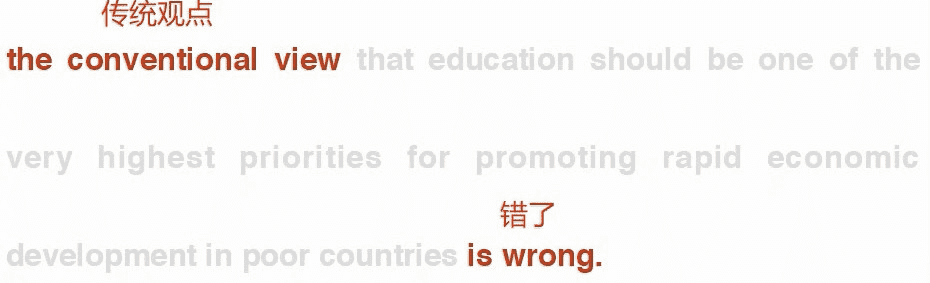 传统观点
the conventional view that education should be one of the
very highest priorities for promoting rapid economic
错了
development in poor countries is wrong.